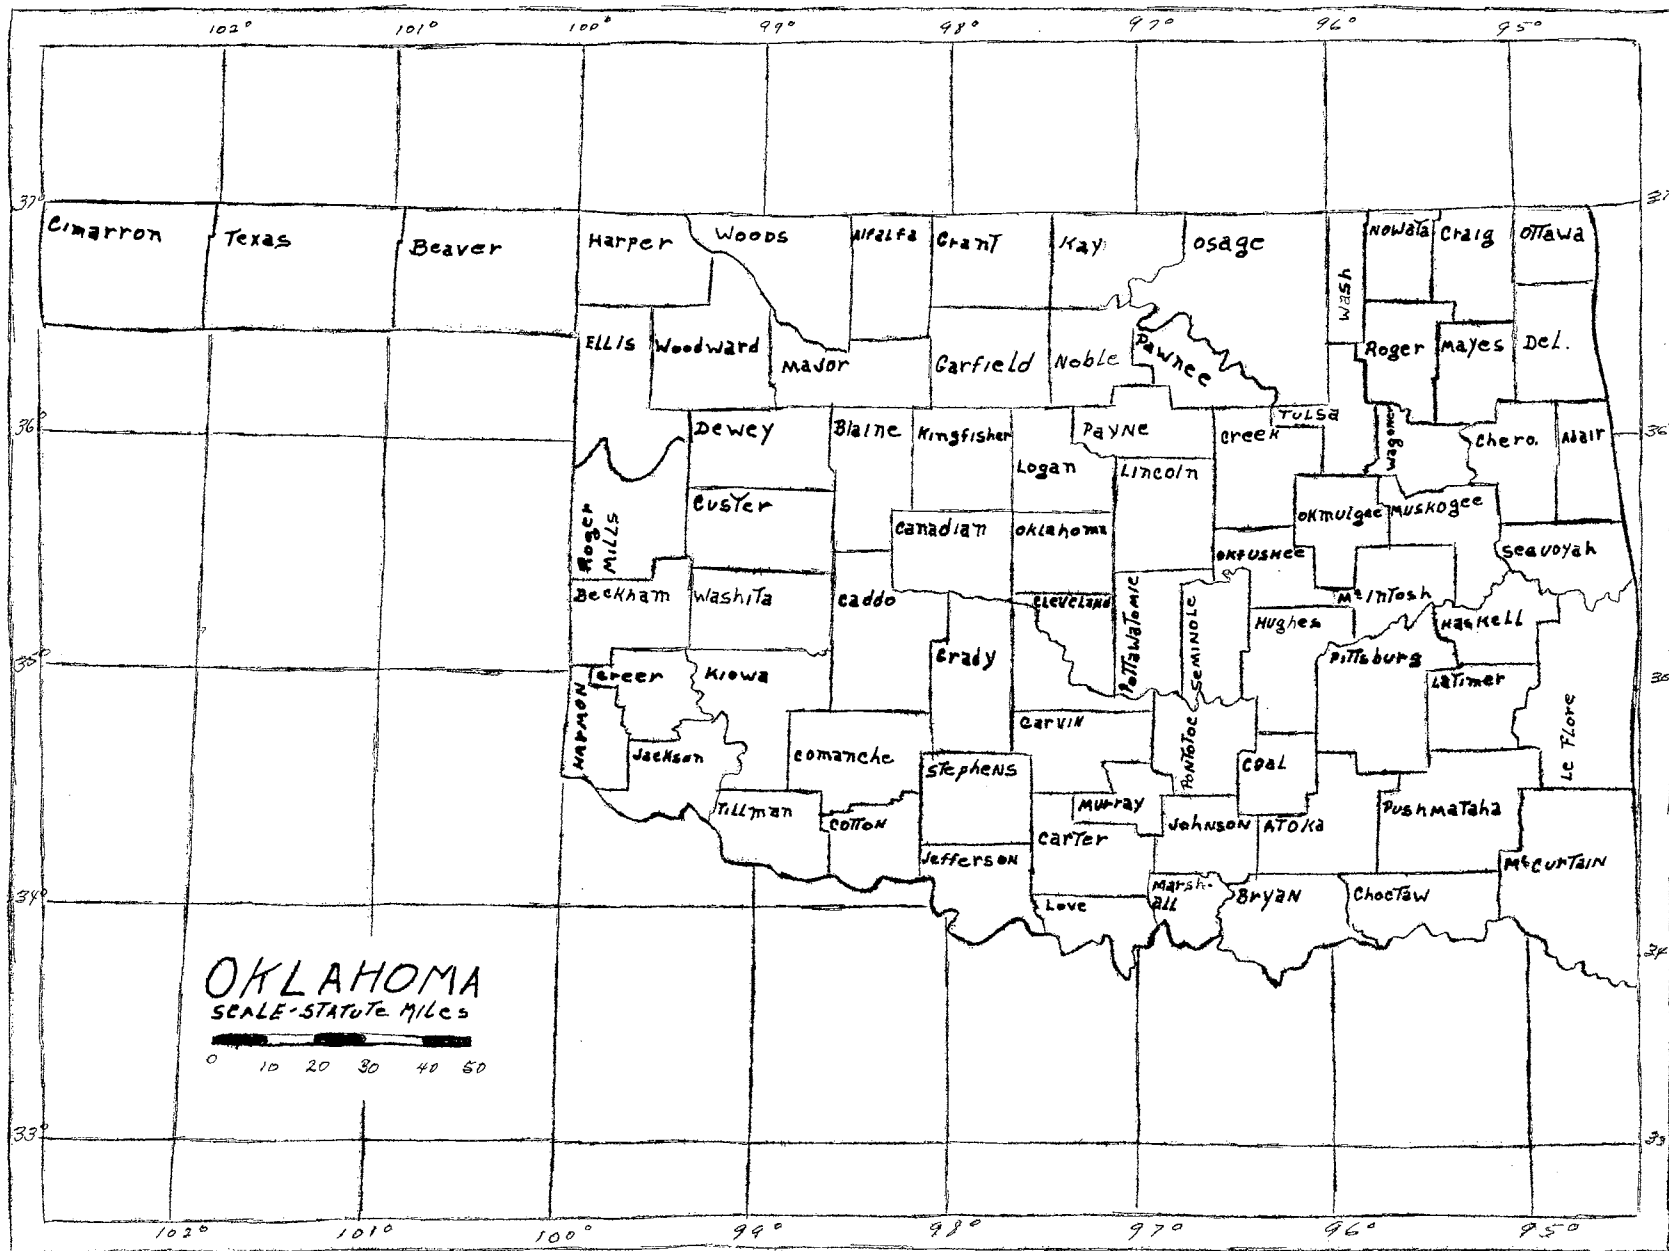 102° 101° 100° 99° 98° 97° 96° 95°
37° 37
Cimarron Texas Beaver Harper Woods Alfalfa Grant Kay Osage Wash Nowata Craig Ottawa
Ellis Woodward Major Garfield Noble Pawnee Roger Mayes Del.
36° 36
Dewey Blaine Kingfisher Logan Payne Lincoln Creek Tulsa Wagoner Chero. Adair
Roger Mills Custer Canadian Oklahoma Okfuskee Okmulgee Muskogee Sequoyah
Beckham Washita Caddo Cleveland Pottawatomie Seminole Hughes McIntosh Haskell
35°
Harmon Greer Kiowa Grady Garvin Pontotoc Pittsburg Latimer Le Flore
Jackson Comanche Stephens Coal
Tillman Cotton Murray Johnson Atoka Pushmataha
Jefferson Carter McCurtain
34° Love Marsh-
all Bryan Choctaw 34
OKLAHOMA
SCALE-STATUTE MILES
0 10 20 30 40 50
33° 33
102° 101° 100° 99° 98° 97° 96° 95°